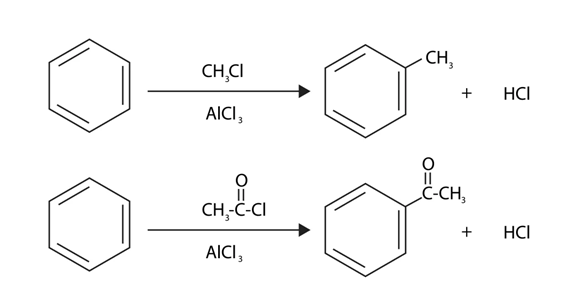 CH₃Cl
AlCl₃
CH₃
+ HCl
O
CH₃-C-Cl
AlCl₃
O
C-CH₃
+ HCl